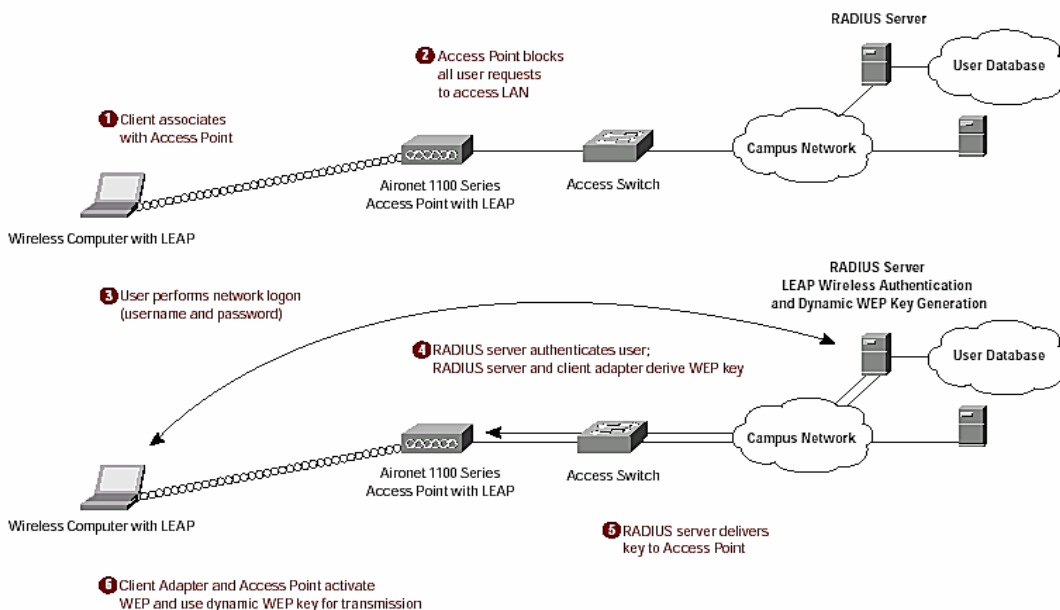 RADIUS Server
2 Access Point blocks
all user requests
to access LAN
User Database
1 Client associates
with Access Point
Campus Network
Aironet 1100 Series
Access Point with LEAP
Access Switch
Wireless Computer with LEAP
RADIUS Server
LEAP Wireless Authentication
and Dynamic WEP Key Generation
3 User performs network logon
(username and password)
4 RADIUS server authenticates user;
RADIUS server and client adapter derive WEP key
User Database
Campus Network
Aironet 1100 Series
Access Point with LEAP
Access Switch
Wireless Computer with LEAP
5 RADIUS server delivers
key to Access Point
6 Client Adapter and Access Point activate
WEP and use dynamic WEP key for transmission